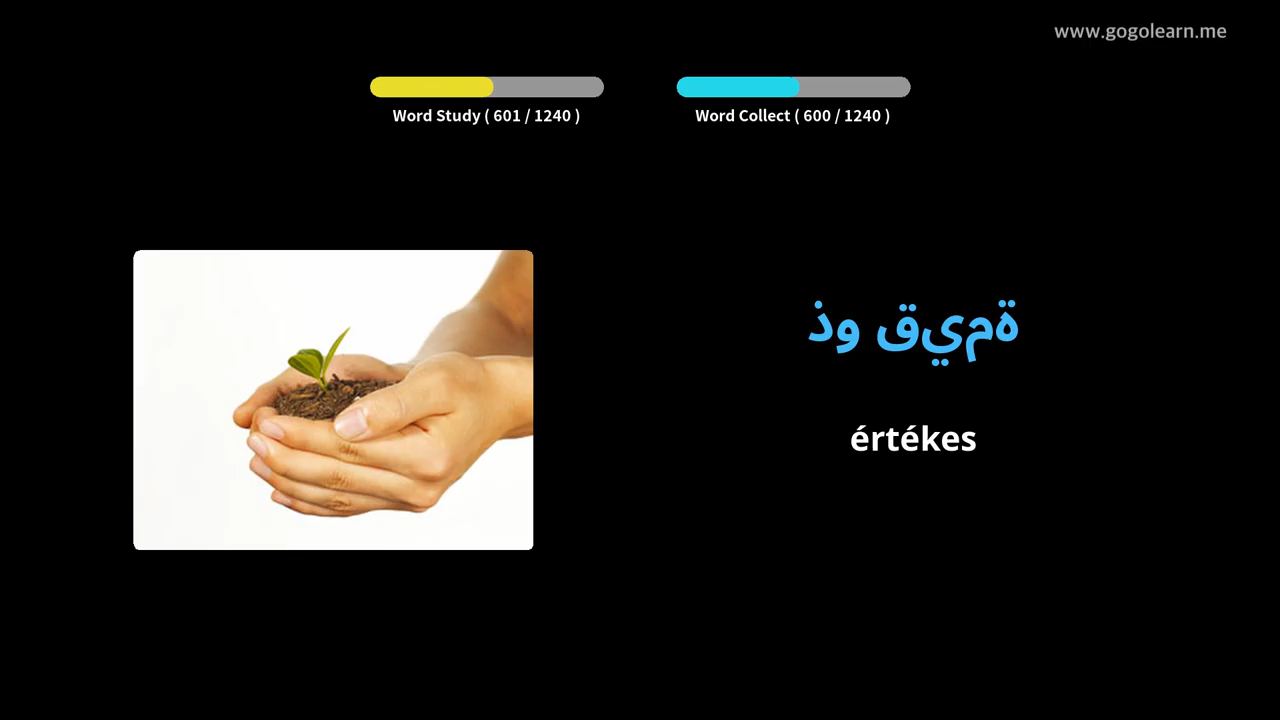 www.gogolearn.me
Word Study ( 601 / 1240 )
Word Collect ( 600 / 1240 )
ذو قيمة
értékes